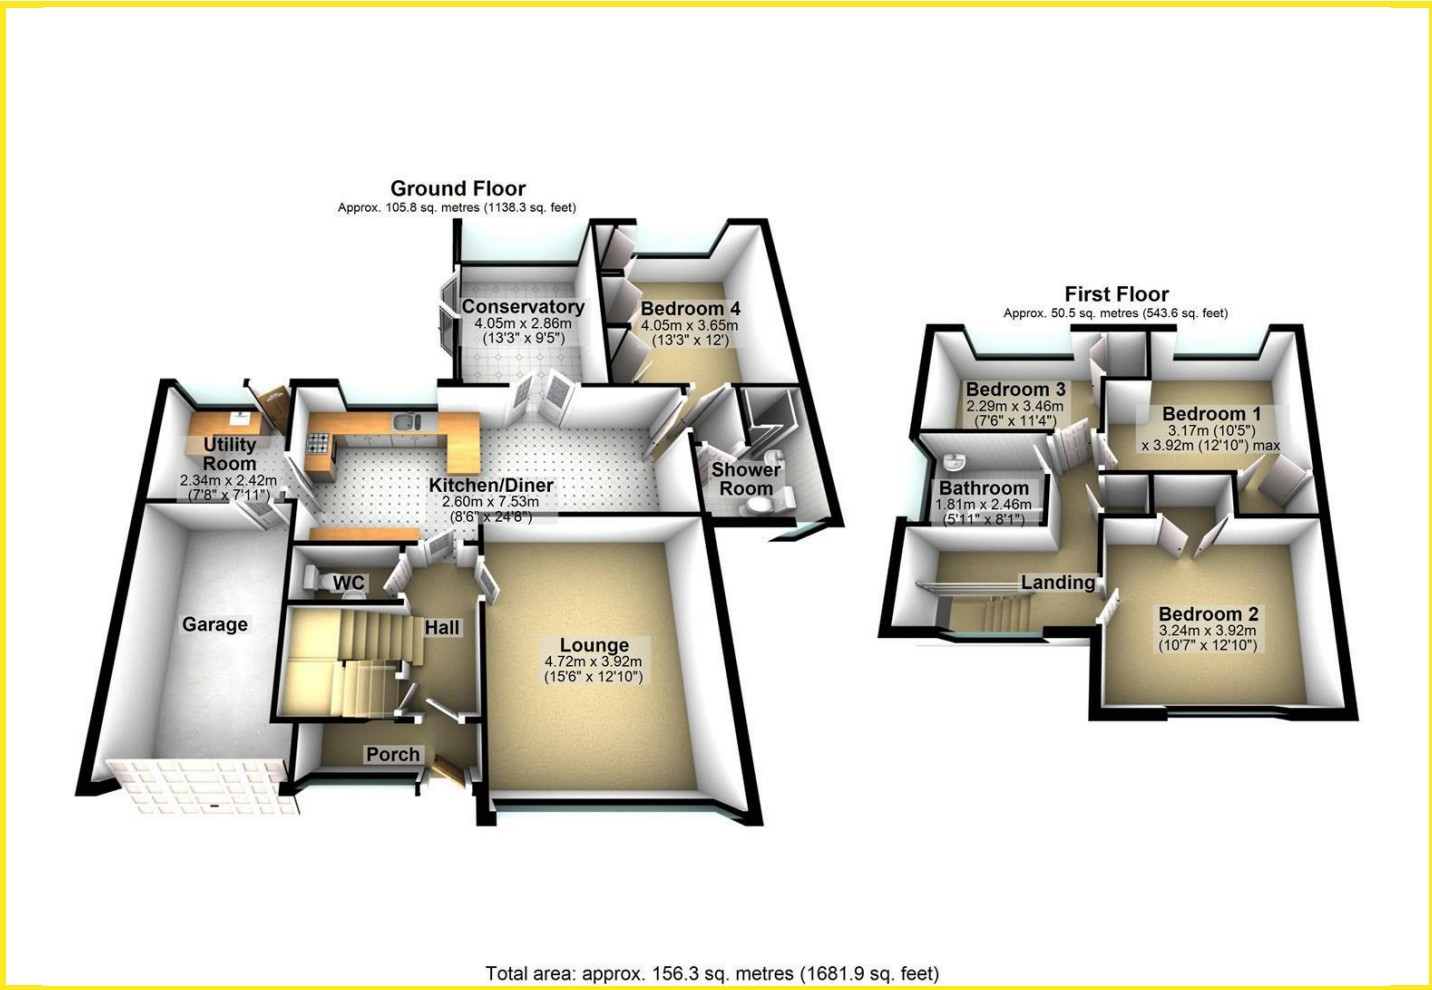 Ground Floor
Approx. 105.8 sq. metres (1138.3 sq. feet)
Conservatory
4.05m x 2.86m
(13'3" x 9'5")
Bedroom 4
4.05m x 3.65m
(13'3" x 12')
Utility
Room
2.34m x 2.42m
(7'8" x 7'11")
Kitchen/Diner
2.60m x 7.53m
(8'6" x 24'8")
Shower
Room
WC
Garage
Hall
Lounge
4.72m x 3.92m
(15'6" x 12'10")
Porch
First Floor
Approx. 50.5 sq. metres (543.6 sq. feet)
Bedroom 3
2.29m x 3.46m
(7'6" x 11'4")
Bedroom 1
3.17m (10'5")
x 3.92m (12'10") max
Bathroom
1.81m x 2.46m
(5'11" x 8'1")
Landing
Bedroom 2
3.24m x 3.92m
(10'7" x 12'10")
Total area: approx. 156.3 sq. metres (1681.9 sq. feet)